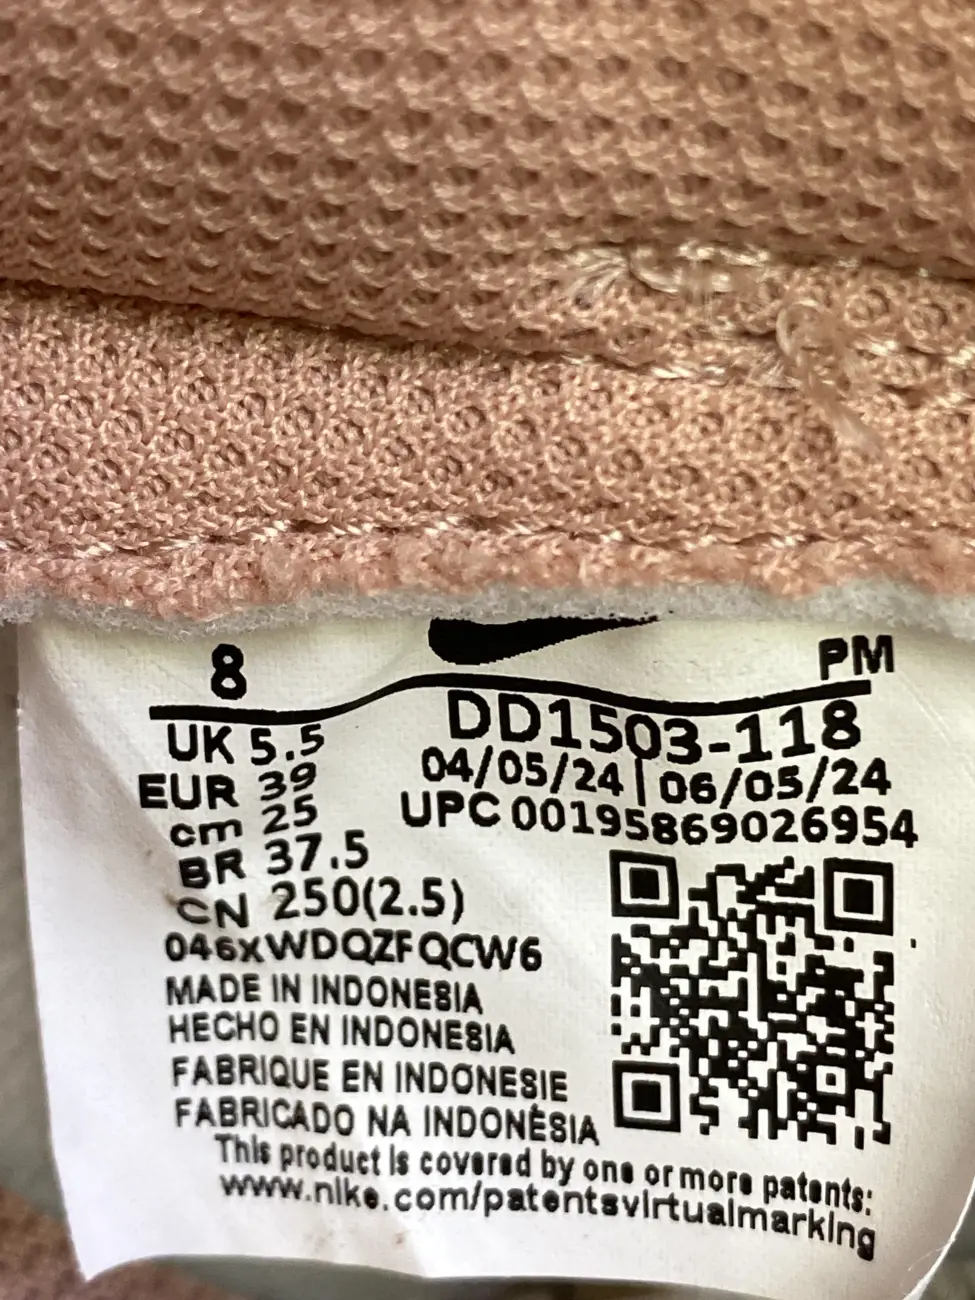 8
PM
UK 5.5
EUR 39
cm 25
BR 37.5
CN 250(2.5)
DD1503-118
04/05/24 | 06/05/24
UPC 00195869026954
046XWDQZFQCW6
MADE IN INDONESIA
HECHO EN INDONESIA
FABRIQUE EN INDONESIE
FABRICADO NA INDONÉSIA
This product is covered by one or more patents:
www.nike.com/patentsvirtualmarking